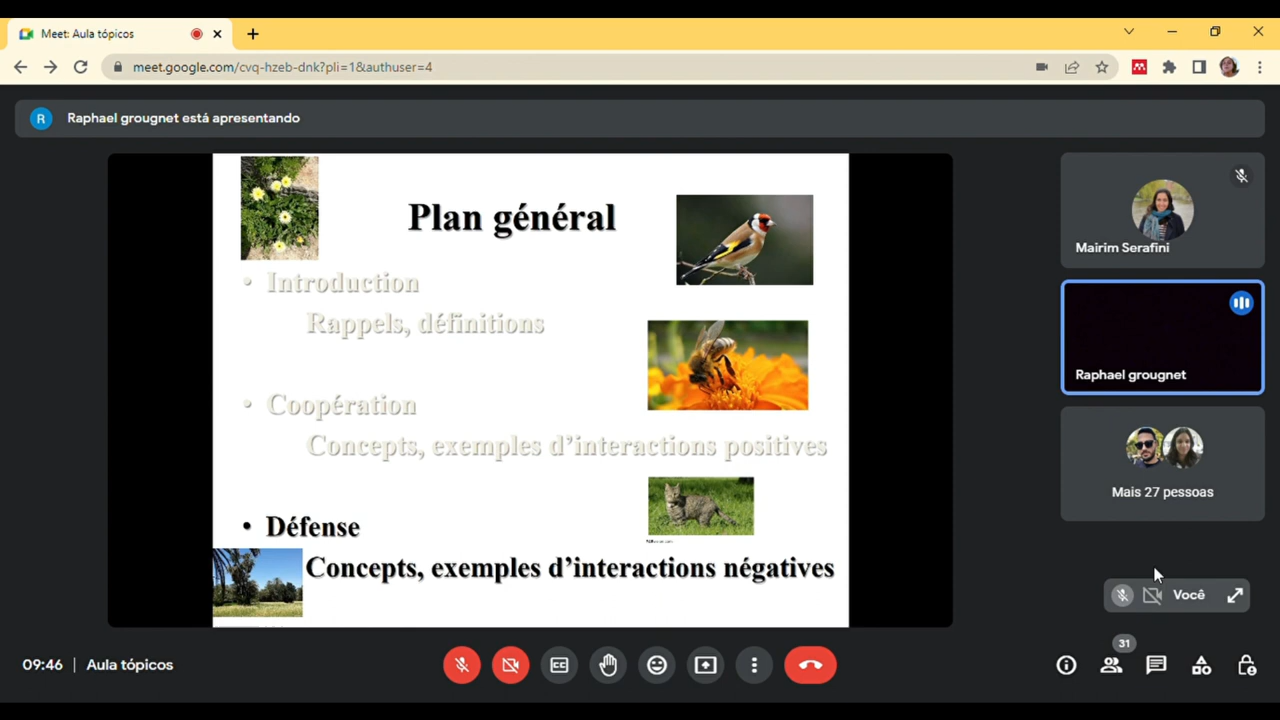 Meet: Aula tópicos
meet.google.com/cvq-hzeb-dnk?pli=1&authuser=4
R
Raphael grougnet está apresentando
Plan général
• Introduction
Rappels, définitions
• Coopération
Concepts, exemples d’interactions positives
• Défense
Concepts, exemples d’interactions négatives
Mairim Serafini
Raphael grougnet
Mais 27 pessoas
Você
09:46 | Aula tópicos
31